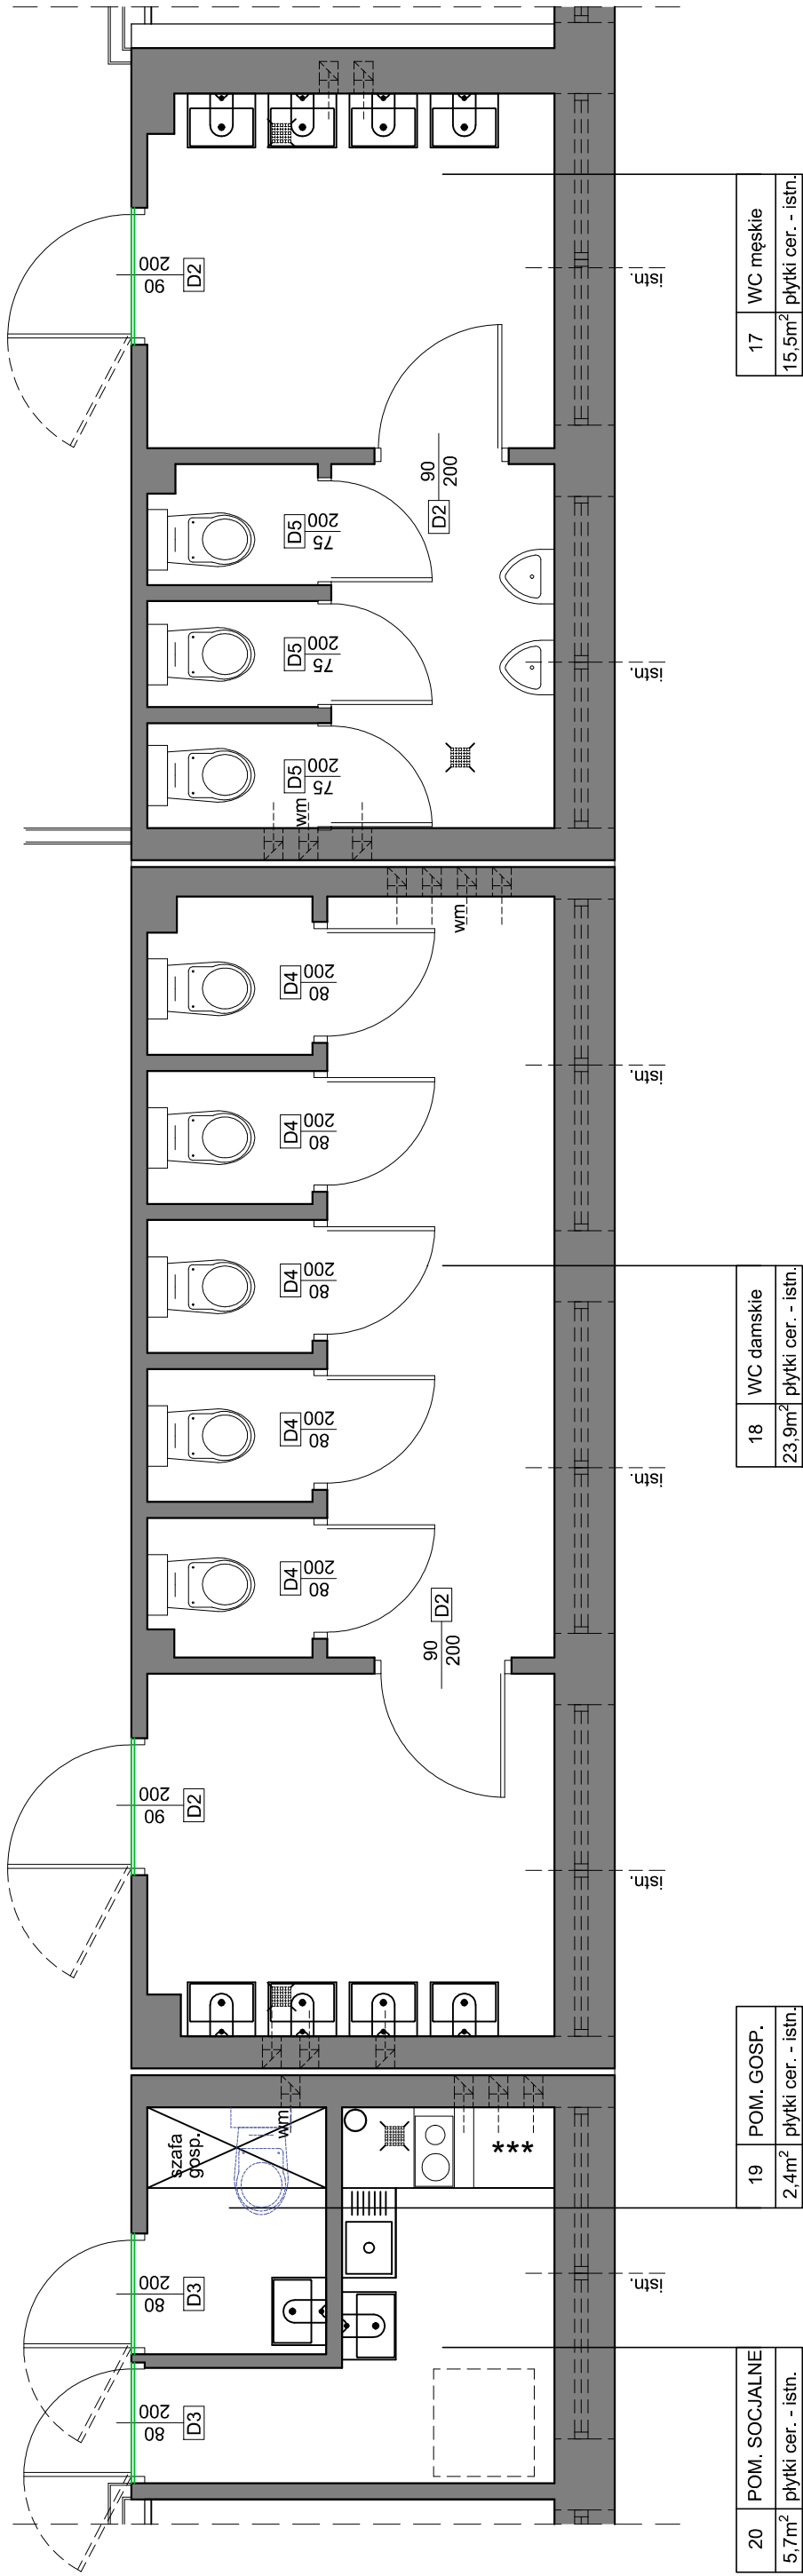 200
90
D2
istn.
17 WC męskie
15,5m² płytki cer. - istn.
90
200
D2
D5
200
75
D5
200
75
istn.
D5
200
75
wm
wm
D4
200
80
istn.
D4
200
80
D4
200
80
18 WC damskie
23,9m² płytki cer. - istn.
D4
200
80
istn.
D4
200
80
D2
90
200
200
90
D2
istn.
wm
szafa
gosp.
***
19 POM. GOSP.
2,4m² płytki cer. - istn.
200
80
D3
istn.
200
80
D3
20 POM. SOCJALNE
5,7m² płytki cer. - istn.